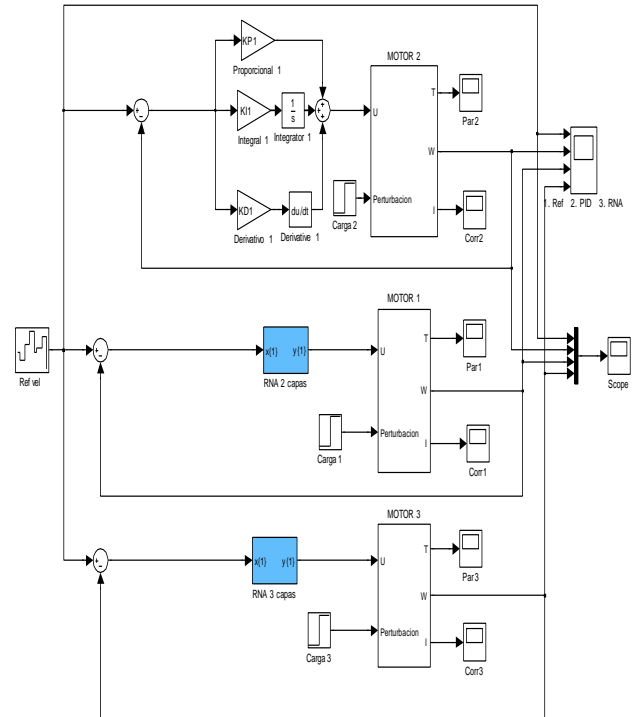 KP1
Proporcional 1
MOTOR 2
T
Par2
KI1
1
s
Integral 1
Integrator 1
U
W
Perturbacion
I
Carga 2
Corr2
KD1
du/dt
Derivativo 1
Derivative 1
1. Ref 2. PID 3. RNA
MOTOR 1
Ref vel
x{1} y{1}
RNA 2 capas
U
T
Par1
W
Scope
Perturbacion
I
Carga 1
Corr1
MOTOR 3
x{1} y{1}
RNA 3 capas
U
T
Par3
W
Perturbacion
I
Carga 3
Corr3